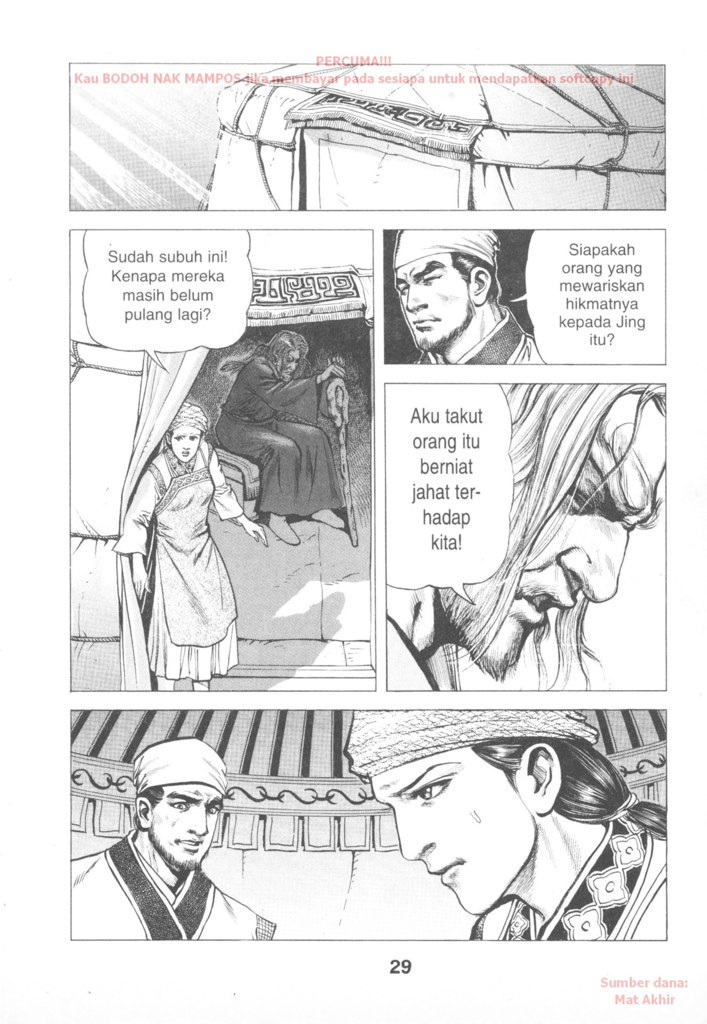 PERCUMA!!!
Kau BODOH NAK MAMPOS jika membayar pada sesiapa untuk mendapatkan softcopy ini
Sudah subuh ini!
Kenapa mereka
masih belum
pulang lagi?
Siapakah
orang yang
mewariskan
hikmatnya
kepada Jing
itu?
Aku takut
orang itu
berniat
jahat ter-
hadap
kita!
29
Sumber dana:
Mat Akhir